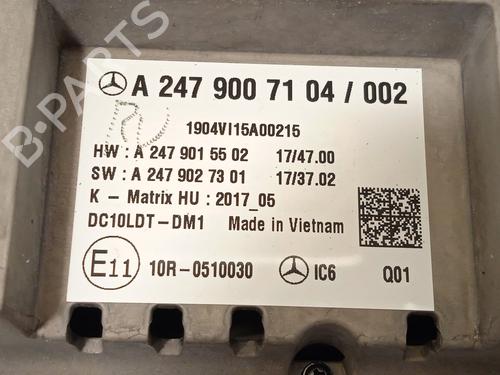 A 247 900 71 04 / 002
1904VI15A00215
HW : A 247 901 55 02 17/47.00
SW : A 247 902 73 01 17/37.02
K - Matrix HU : 2017_05
DC10LDT-DM1 Made in Vietnam
E11 10R-0510030 IC6 Q01
B-PARTS